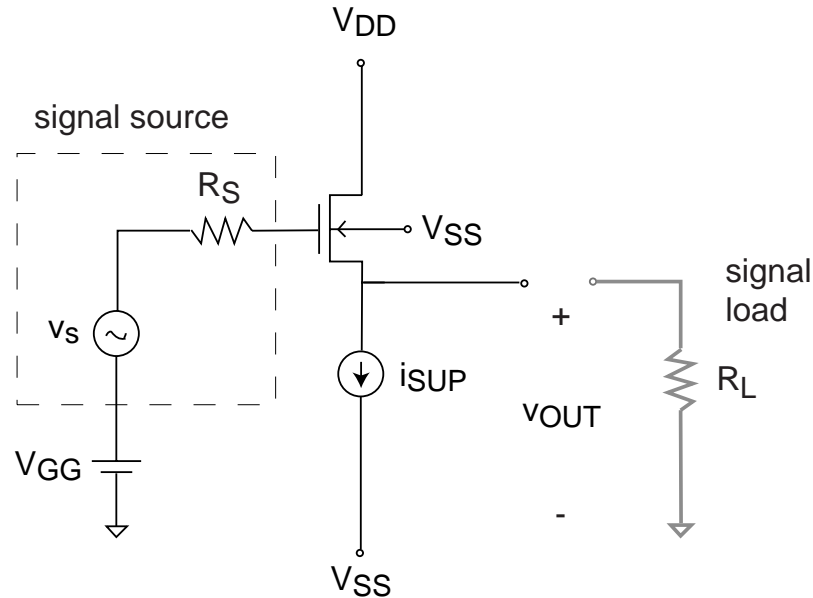 VDD
signal source
RS
VSS
signal
load
vs
+
iSUP
RL
vOUT
VGG
-
VSS